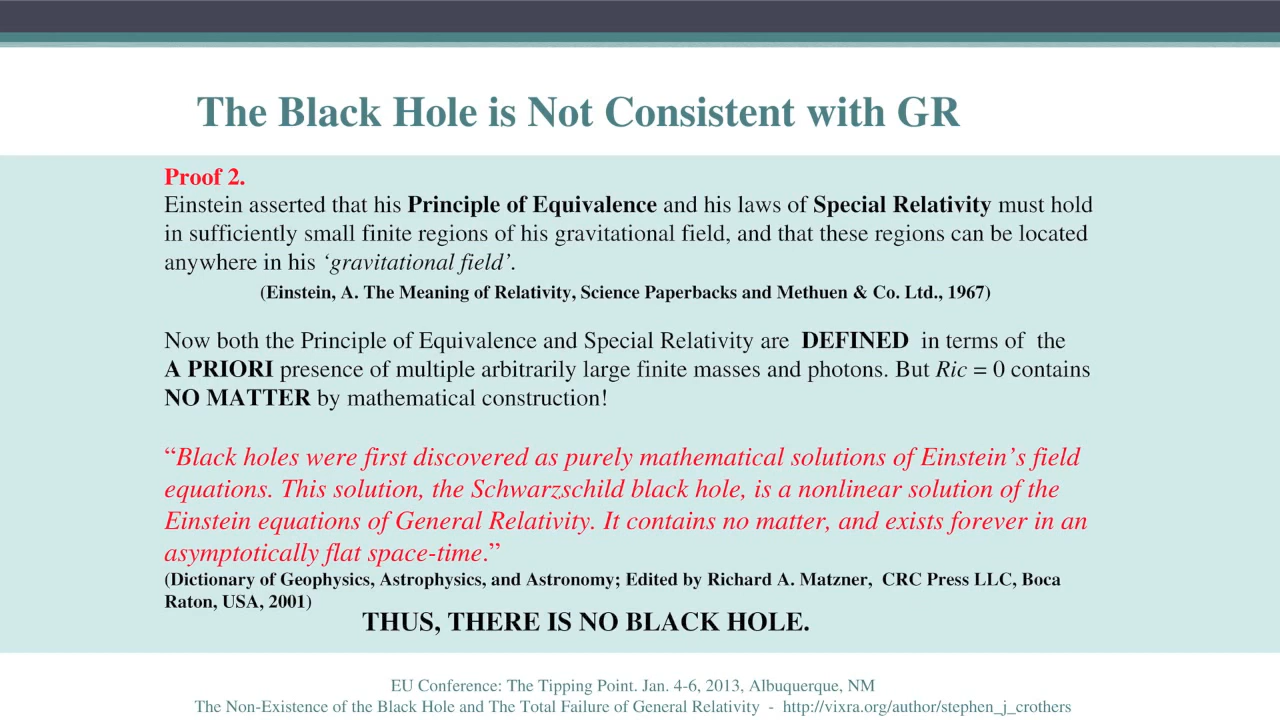 The Black Hole is Not Consistent with GR
Proof 2.
Einstein asserted that his Principle of Equivalence and his laws of Special Relativity must hold
in sufficiently small finite regions of his gravitational field, and that these regions can be located
anywhere in his ‘gravitational field’.
(Einstein, A. The Meaning of Relativity, Science Paperbacks and Methuen & Co. Ltd., 1967)
Now both the Principle of Equivalence and Special Relativity are DEFINED in terms of the
A PRIORI presence of multiple arbitrarily large finite masses and photons. But Ric = 0 contains
NO MATTER by mathematical construction!
“Black holes were first discovered as purely mathematical solutions of Einstein’s field
equations. This solution, the Schwarzschild black hole, is a nonlinear solution of the
Einstein equations of General Relativity. It contains no matter, and exists forever in an
asymptotically flat space-time.”
(Dictionary of Geophysics, Astrophysics, and Astronomy; Edited by Richard A. Matzner, CRC Press LLC, Boca
Raton, USA, 2001)
THUS, THERE IS NO BLACK HOLE.
EU Conference: The Tipping Point. Jan. 4-6, 2013, Albuquerque, NM
The Non-Existence of the Black Hole and The Total Failure of General Relativity - http://vixra.org/author/stephen_j_crothers